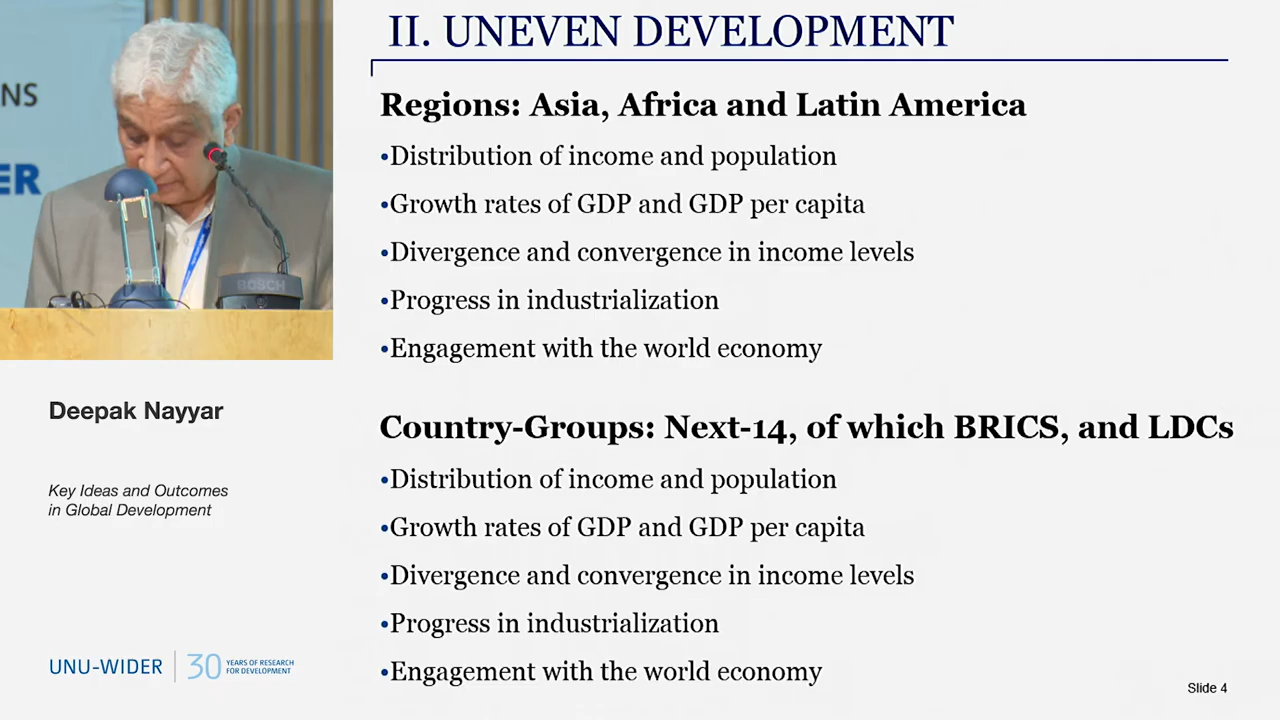 NS
ER
BOSCH
Deepak Nayyar
Key Ideas and Outcomes
in Global Development
UNU-WIDER
30 YEARS OF RESEARCH
FOR DEVELOPMENT
II. UNEVEN DEVELOPMENT
Regions: Asia, Africa and Latin America
•Distribution of income and population
•Growth rates of GDP and GDP per capita
•Divergence and convergence in income levels
•Progress in industrialization
•Engagement with the world economy
Country-Groups: Next-14, of which BRICS, and LDCs
•Distribution of income and population
•Growth rates of GDP and GDP per capita
•Divergence and convergence in income levels
•Progress in industrialization
•Engagement with the world economy
Slide 4